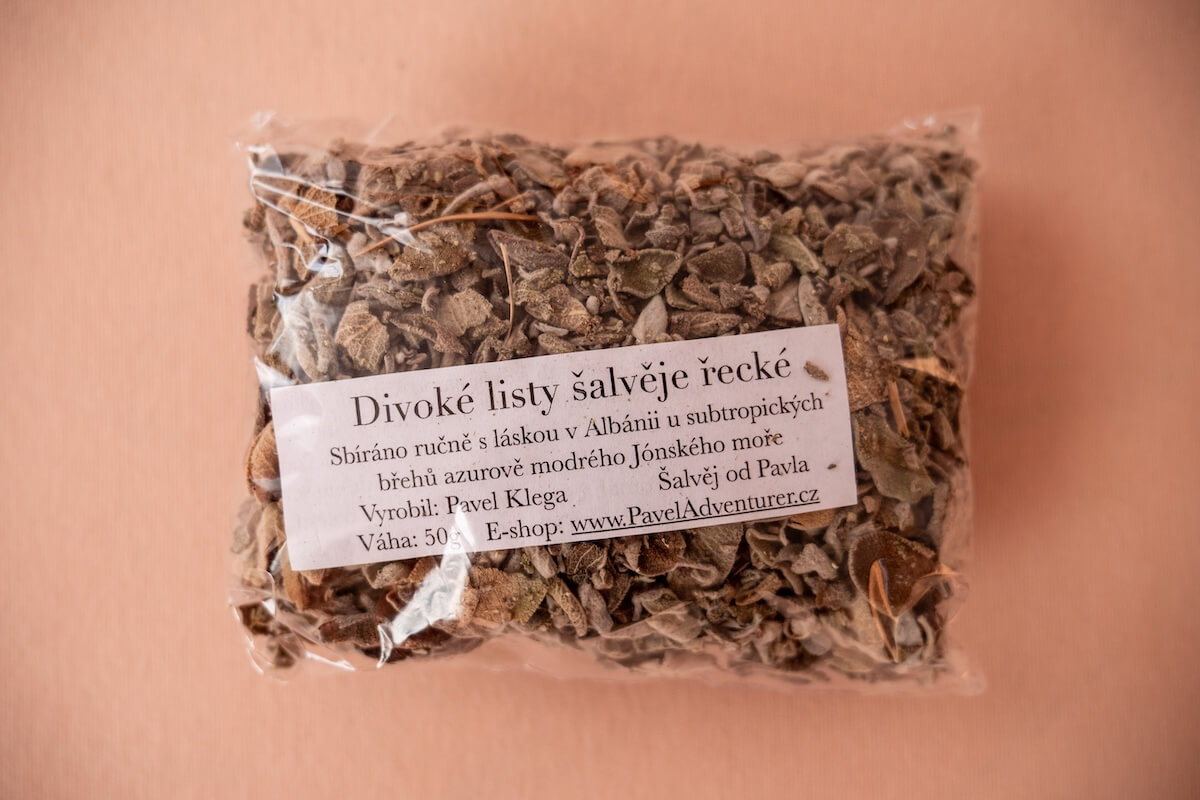 Divoké listy šalvěje řecké
Sbíráno ručně s láskou v Albánii u subtropických
břehů azurově modrého Jónského moře
Vyrobil: Pavel Klega Šalvěj od Pavla
Váha: 50g E-shop: www.PavelAdventurer.cz